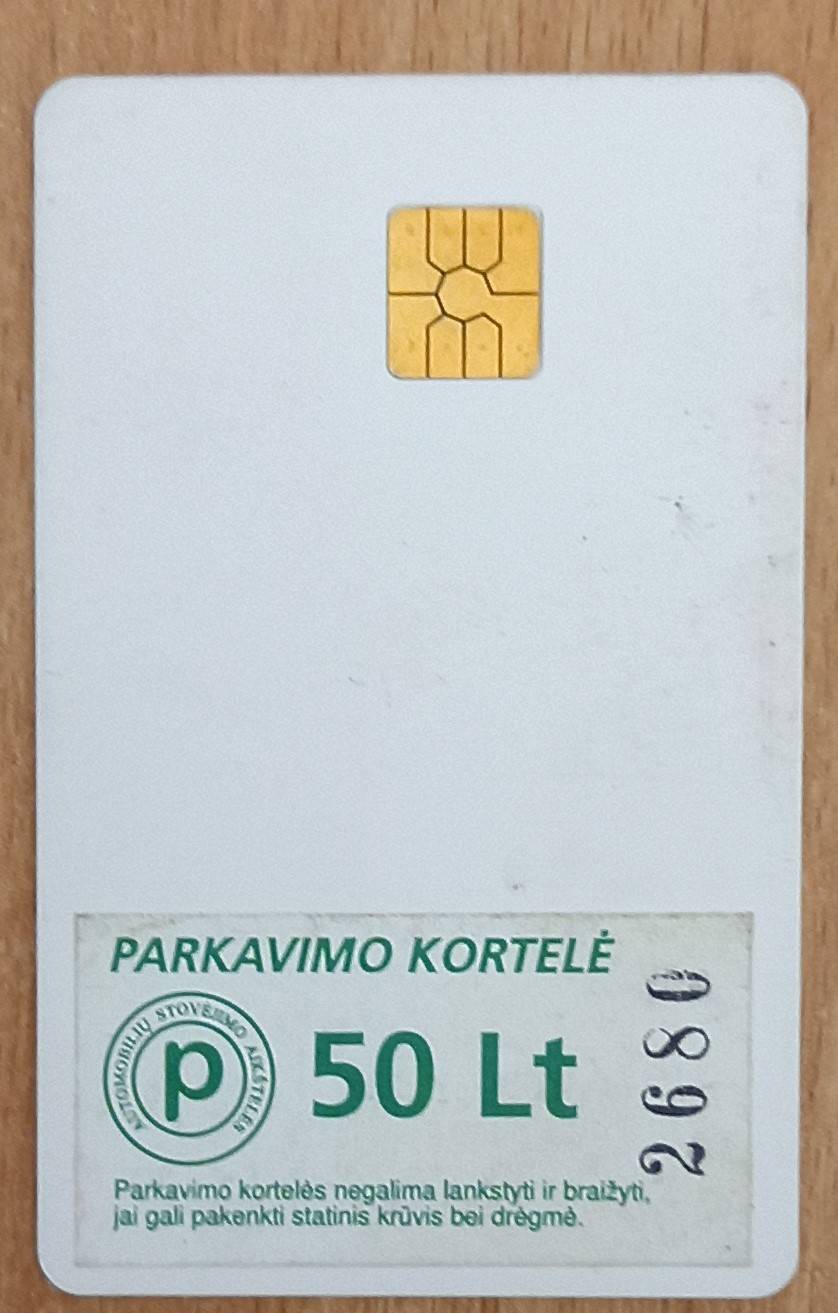 PARKAVIMO KORTELĖ
AUTOMOBILIŲ STOVĖJIMO AIKŠTELĖS
p
50 Lt
2680
Parkavimo kortelės negalima lankstyti ir braižyti,
jai gali pakenkti statinis krūvis bei drėgmė.